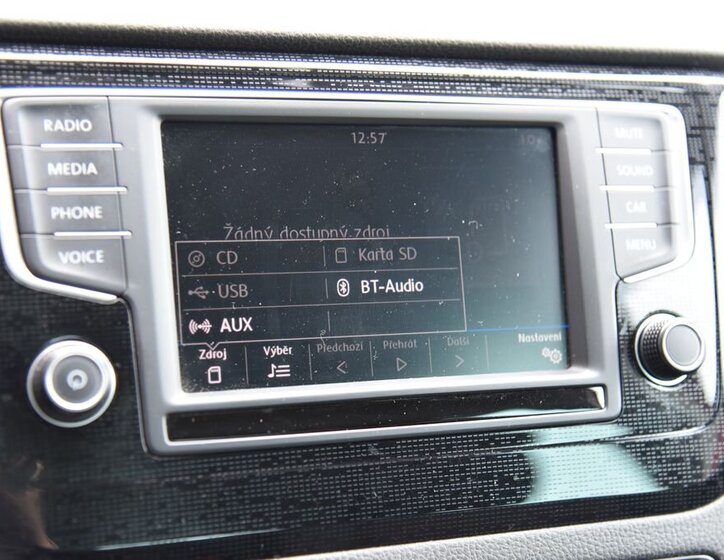 RADIO
MEDIA
PHONE
VOICE
12:57
Žádný dostupný zdroj
CD
Karta SD
USB
BT-Audio
AUX
Zdroj
Výběr
Předchozí
Přehrát
Další
Nastavení
MUTE
SOUND
CAR
MENU